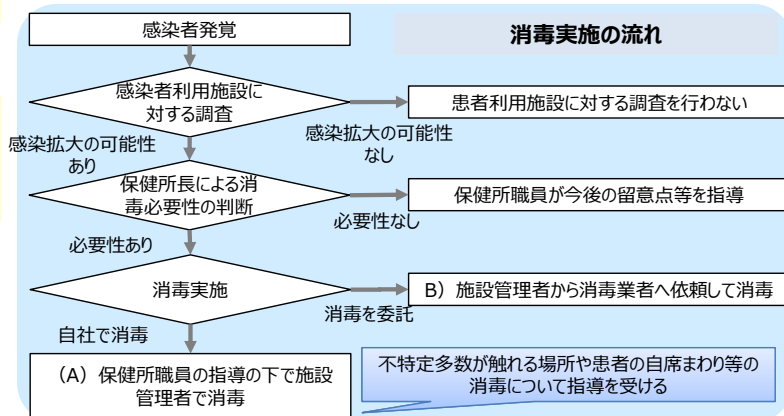 感染者発覚
消毒実施の流れ
感染者利用施設に
対する調査
患者利用施設に対する調査を行わない
感染拡大の可能性
なし
感染拡大の可能性
あり
保健所長による消
毒必要性の判断
保健所職員が今後の留意点等を指導
必要性なし
必要性あり
消毒実施
B）施設管理者から消毒業者へ依頼して消毒
消毒を委託
自社で消毒
（A）保健所職員の指導の下で施設
管理者で消毒
不特定多数が触れる場所や患者の自席まわり等の
消毒について指導を受ける